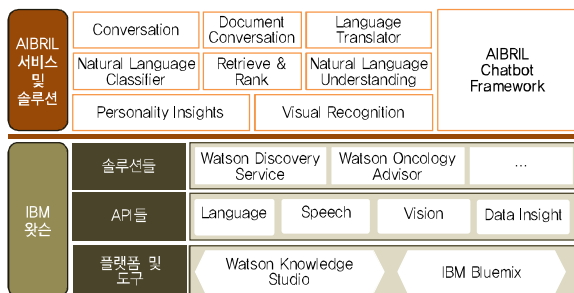 AIBRIL
서비스
및
솔루션
Conversation
Document
Conversation
Language
Translator
Natural Language
Classifier
Retrieve &
Rank
Natural Language
Understanding
Personality Insights
Visual Recognition
AIBRIL
Chatbot
Framework
IBM
왓슨
솔루션들
Watson Discovery
Service
Watson Oncology
Advisor
...
API들
Language
Speech
Vision
Data Insight
플랫폼 및
도구
Watson Knowledge
Studio
IBM Bluemix